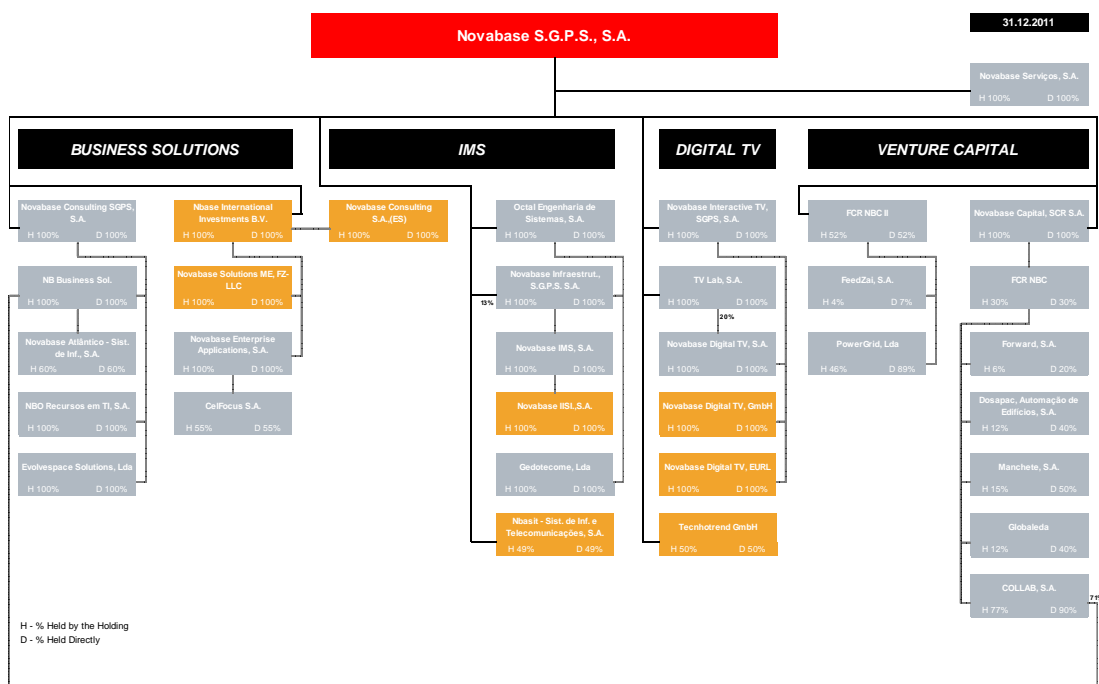 Novabase S.G.P.S., S.A.
31.12.2011
Novabase Serviços, S.A.
H 100% D 100%
BUSINESS SOLUTIONS
IMS
DIGITAL TV
VENTURE CAPITAL
Novabase Consulting SGPS,
S.A.
H 100% D 100%
Nbase International
Investments B.V.
H 100% D 100%
Novabase Consulting
S.A.,(ES)
H 100% D 100%
Octal Engenharia de
Sistemas, S.A.
H 100% D 100%
Novabase Interactive TV,
SGPS, S.A.
H 100% D 100%
FCR NBC II
H 52% D 52%
Novabase Capital, SCR S.A.
H 100% D 100%
NB Business Sol.
H 100% D 100%
Novabase Solutions ME, FZ-
LLC
H 100% D 100%
13%
Novabase Infraestrut.,
S.G.P.S. S.A.
H 100% D 100%
TV Lab, S.A.
H 100% D 100%
20%
FeedZai, S.A.
H 4% D 7%
FCR NBC
H 30% D 30%
Novabase Atlântico - Sist.
de Inf., S.A.
H 60% D 60%
Novabase Enterprise
Applications, S.A.
H 100% D 100%
Novabase IMS, S.A.
H 100% D 100%
Novabase Digital TV, S.A.
H 100% D 100%
PowerGrid, Lda
H 46% D 89%
Forward, S.A.
H 6% D 20%
NBO Recursos em TI, S.A.
H 100% D 100%
CelFocus S.A.
H 55% D 55%
Novabase IISI.,S.A.
H 100% D 100%
Novabase Digital TV, GmbH
H 100% D 100%
Dosapac, Automação de
Edifícios, S.A.
H 12% D 40%
Evolvespace Solutions, Lda
H 100% D 100%
Gedotecome, Lda
H 100% D 100%
Novabase Digital TV, EURL
H 100% D 100%
Manchete, S.A.
H 15% D 50%
Nbasit - Sist. de Inf. e
Telecomunicações, S.A.
H 49% D 49%
Tecnhotrend GmbH
H 50% D 50%
Globaleda
H 12% D 40%
COLLAB, S.A.
H 77% D 90%
71%
H - % Held by the Holding
D - % Held Directly